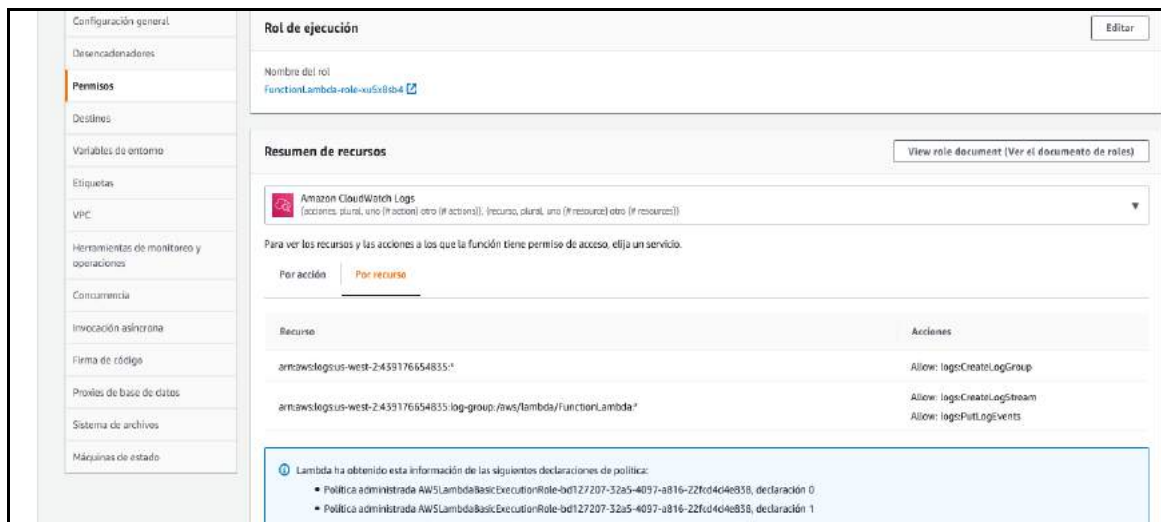 Configuración general
Desencadenadores
Permisos
Destinos
Variables de entorno
Etiquetas
VPC
Herramientas de monitoreo y
operaciones
Concurrencia
Invocación asíncrona
Firma de código
Proxies de base de datos
Sistema de archivos
Máquinas de estado
Rol de ejecución
Editar
Nombre del rol
FunctionLambda-role-xu5x8sb4
Resumen de recursos
View role document (Ver el documento de roles)
Amazon CloudWatch Logs
{acciones, plural, uno {# action} otro {# actions}}, {recurso, plural, uno {# resource} otro {# resources}}
Para ver los recursos y las acciones a los que la función tiene permiso de acceso, elija un servicio.
Por acción
Por recurso
Recurso Acciones
arn:aws:logs:us-west-2:439176654835:* Allow: logs:CreateLogGroup
arn:aws:logs:us-west-2:439176654835:log-group:/aws/lambda/FunctionLambda:* Allow: logs:CreateLogStream
Allow: logs:PutLogEvents
Lambda ha obtenido esta información de las siguientes declaraciones de política:
• Política administrada AWSLambdaBasicExecutionRole-bd127207-32a5-4097-a816-22fcd4d4e838, declaración 0
• Política administrada AWSLambdaBasicExecutionRole-bd127207-32a5-4097-a816-22fcd4d4e838, declaración 1